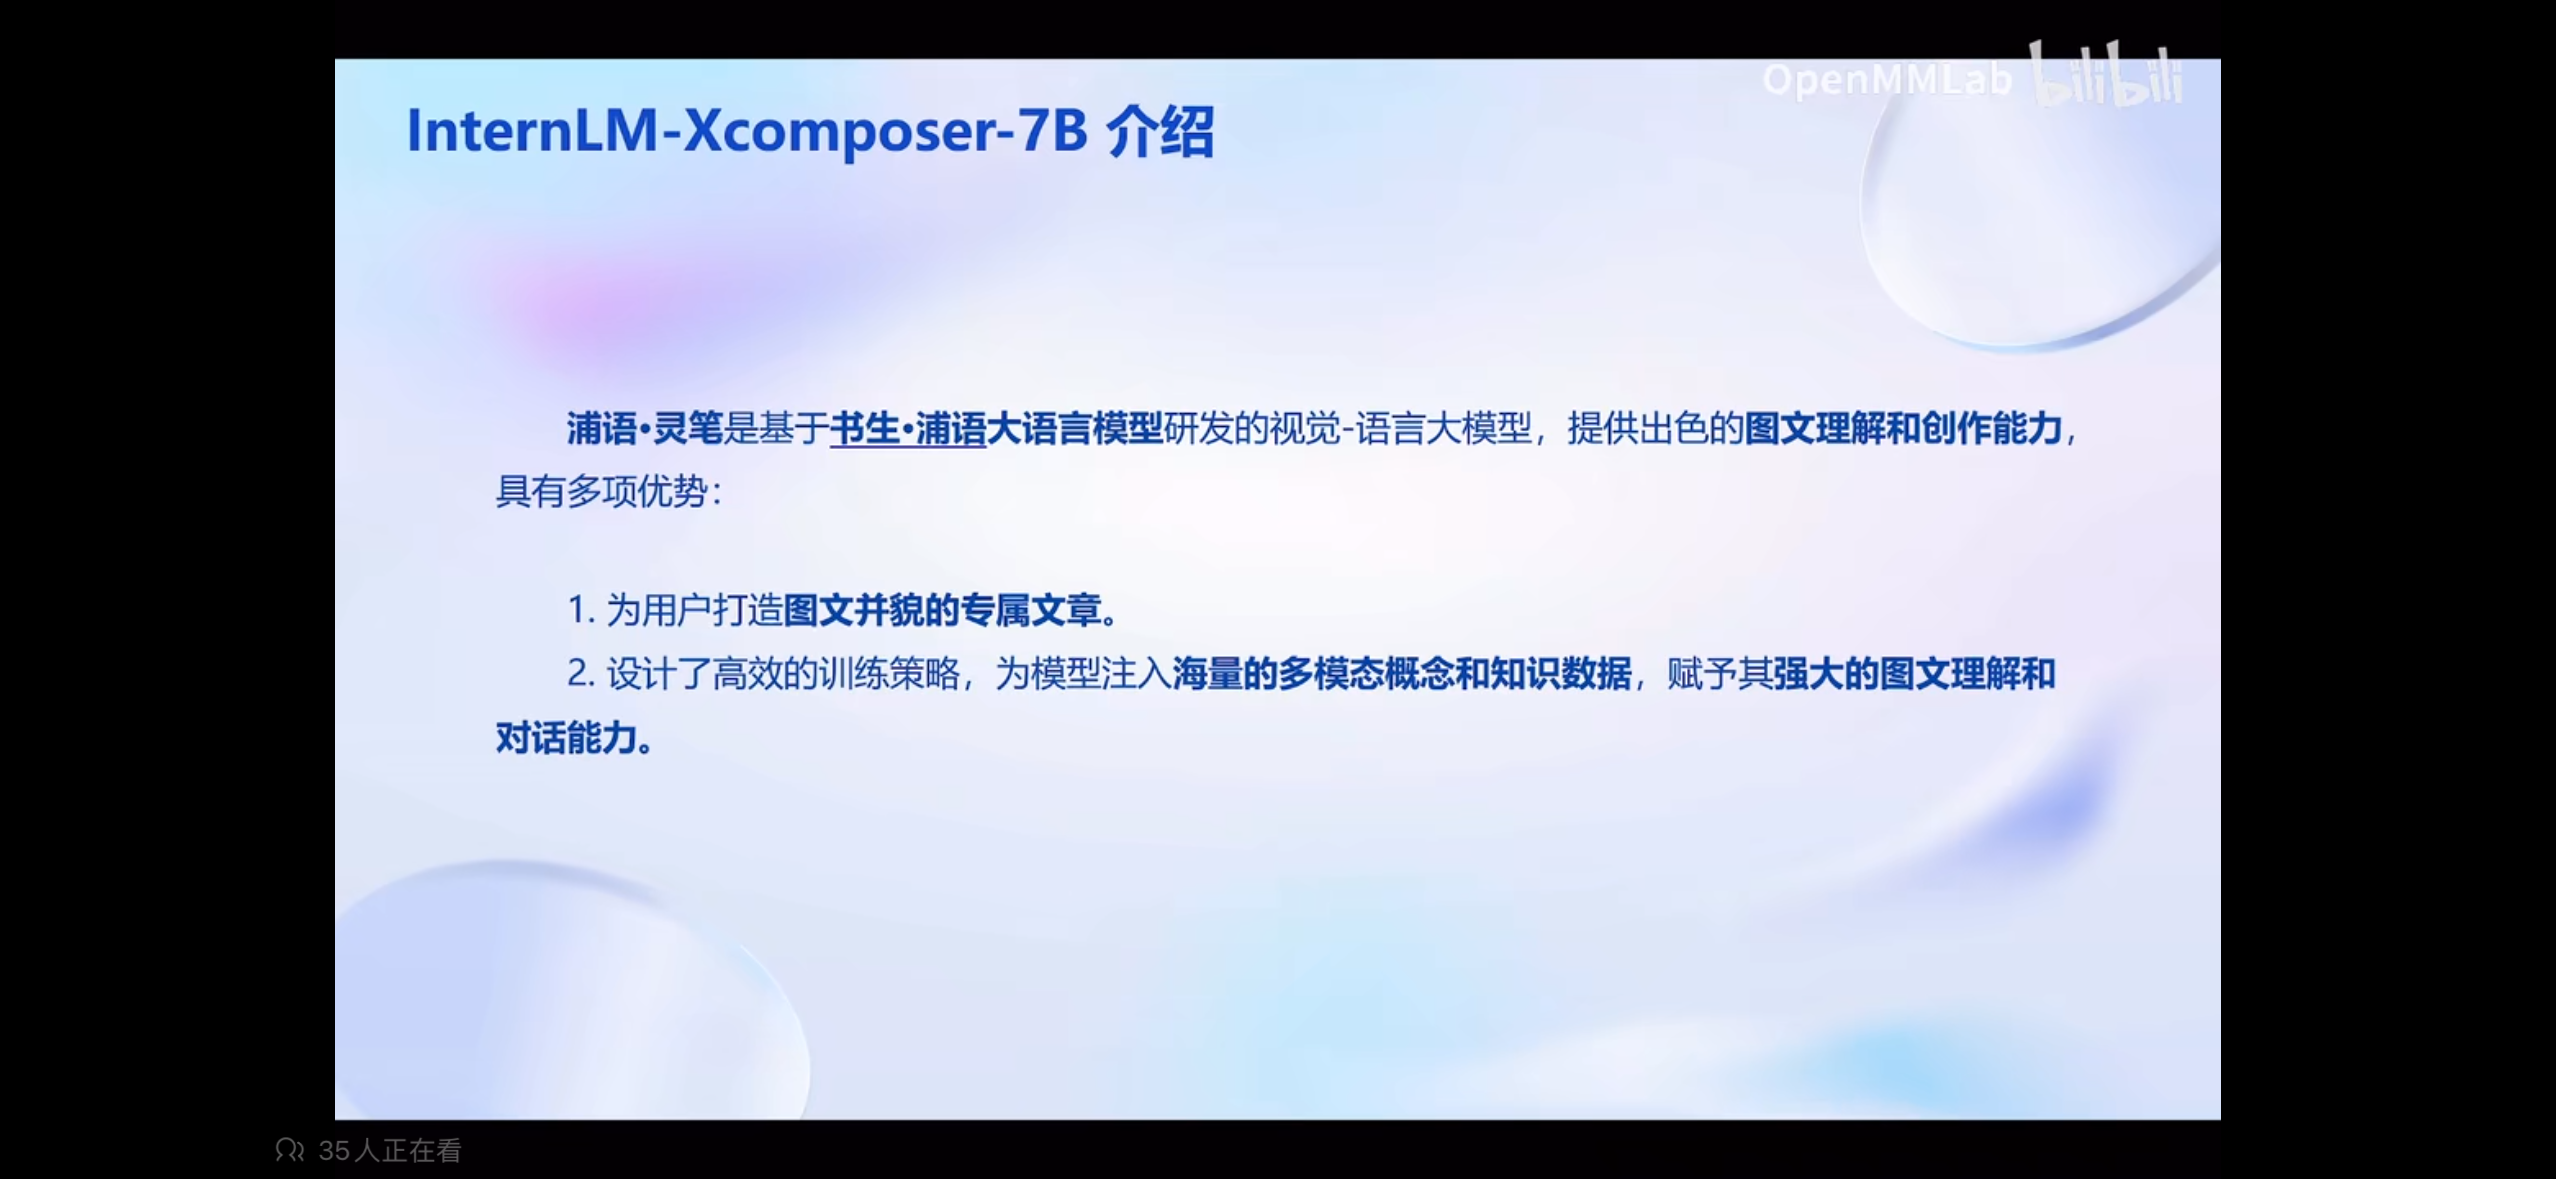 OpenMMLab bilibili
InternLM-Xcomposer-7B 介绍
浦语•灵笔是基于书生•浦语大语言模型研发的视觉-语言大模型，提供出色的图文理解和创作能力，
具有多项优势：
1. 为用户打造图文并貌的专属文章。
2. 设计了高效的训练策略，为模型注入海量的多模态概念和知识数据，赋予其强大的图文理解和
对话能力。
35人正在看